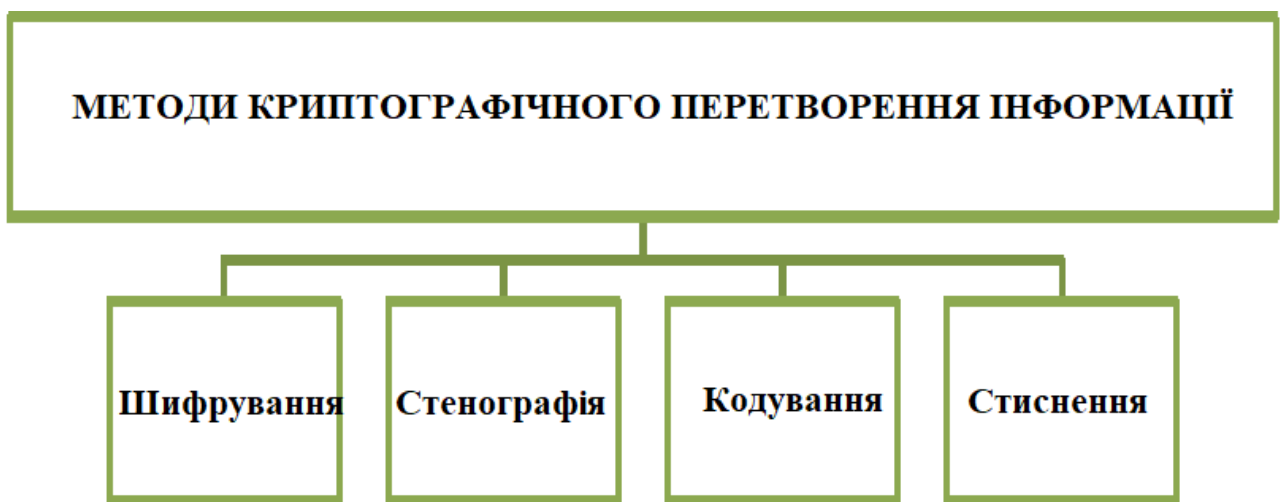 МЕТОДИ КРИПТОГРАФІЧНОГО ПЕРЕТВОРЕННЯ ІНФОРМАЦІЇ
Шифрування
Стенографія
Кодування
Стиснення